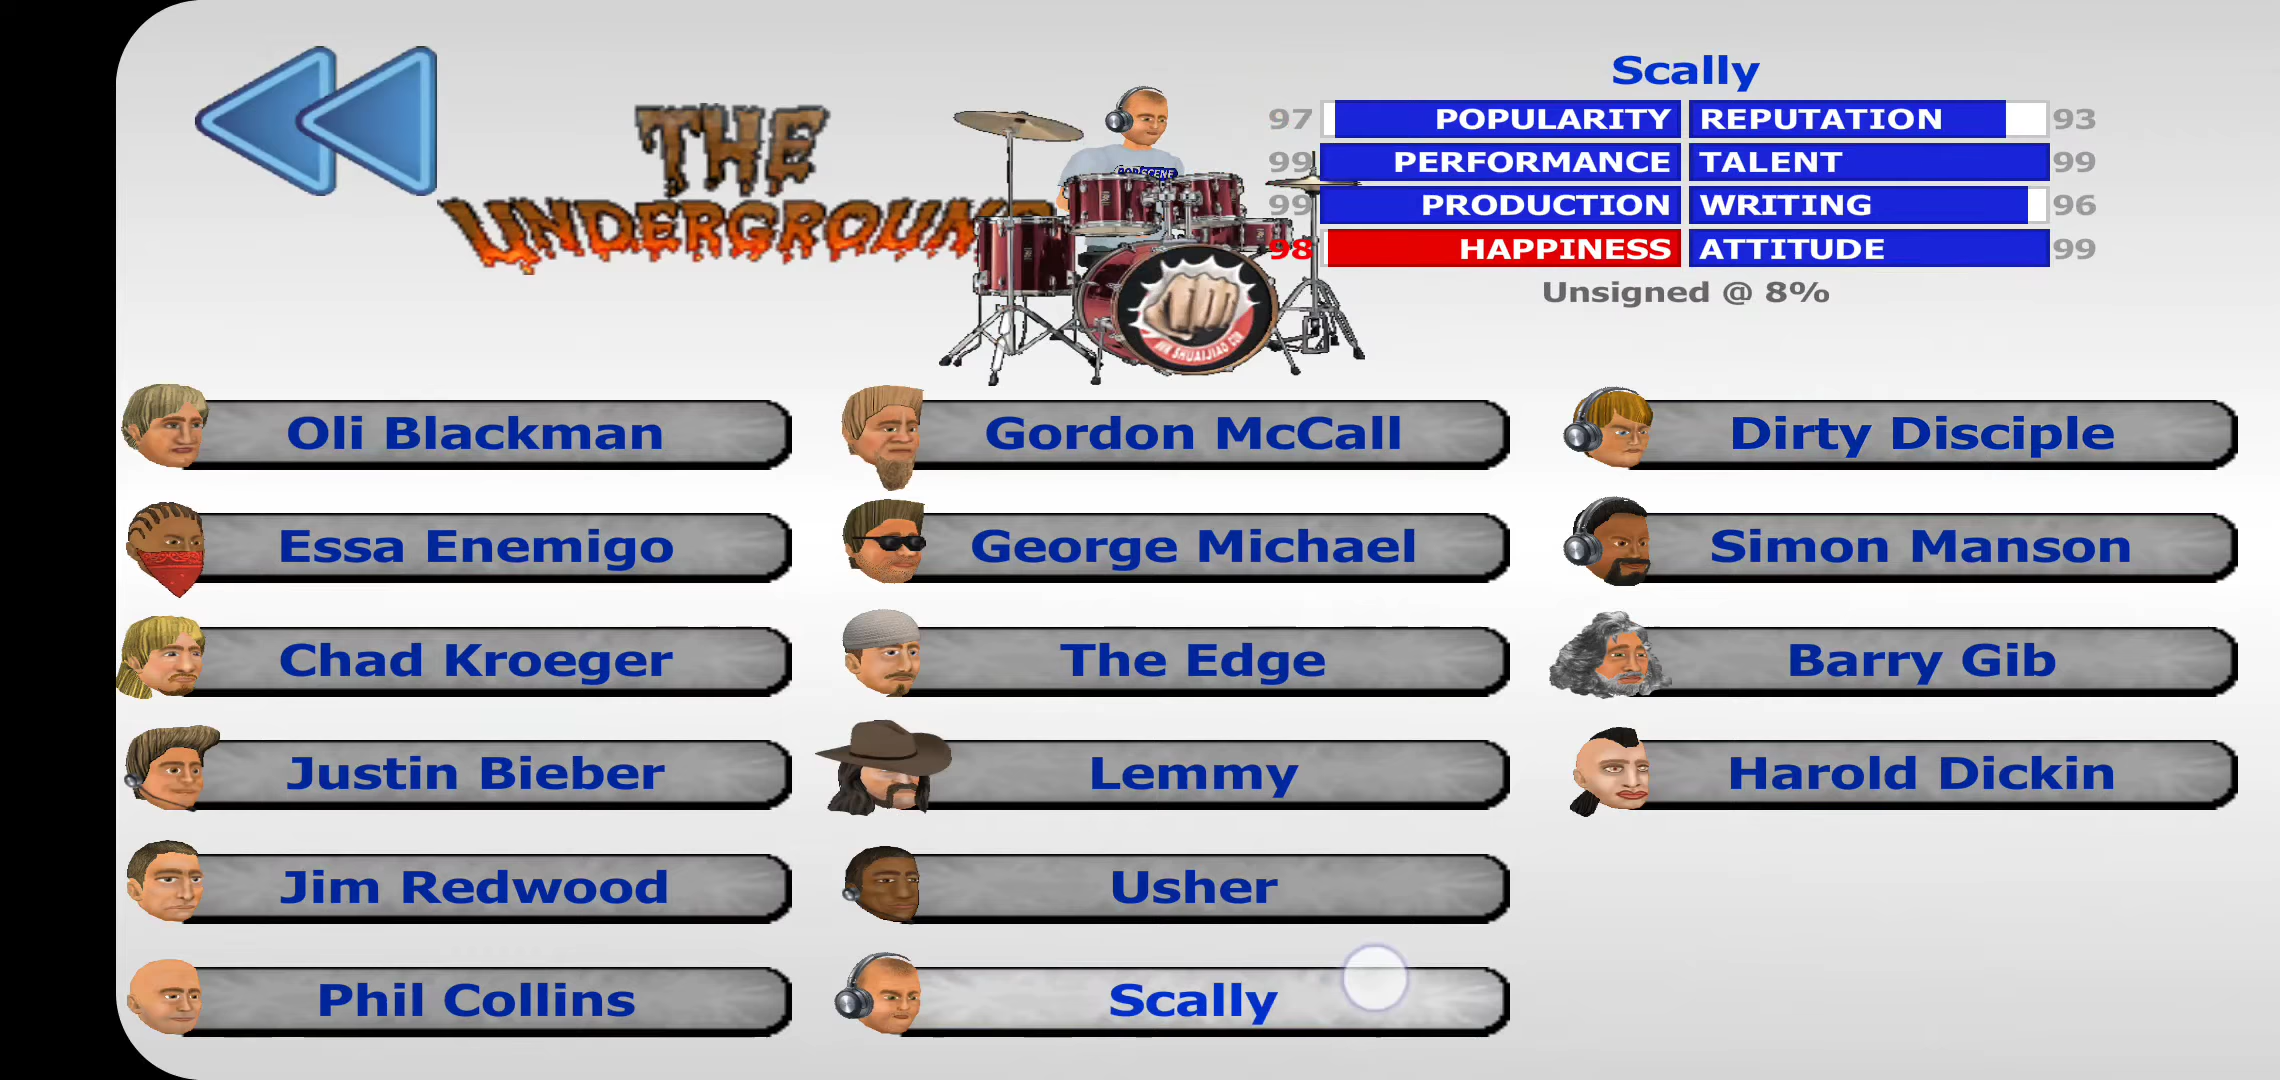 THE
UNDERGROUND
POP SCENE
Scally
97 POPULARITY REPUTATION 93
99 PERFORMANCE TALENT 99
99 PRODUCTION WRITING 96
98 HAPPINESS ATTITUDE 99
Unsigned @ 8%
Oli Blackman
Gordon McCall
Dirty Disciple
Essa Enemigo
George Michael
Simon Manson
Chad Kroeger
The Edge
Barry Gib
Justin Bieber
Lemmy
Harold Dickin
Jim Redwood
Usher
Phil Collins
Scally